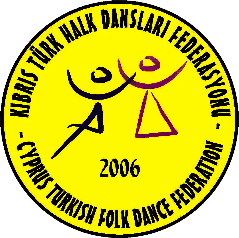 KIBRIS TÜRK HALK DANSLARI FEDERASYONU
- CYPRUS TURKISH FOLK DANCE FEDERATION -
2006